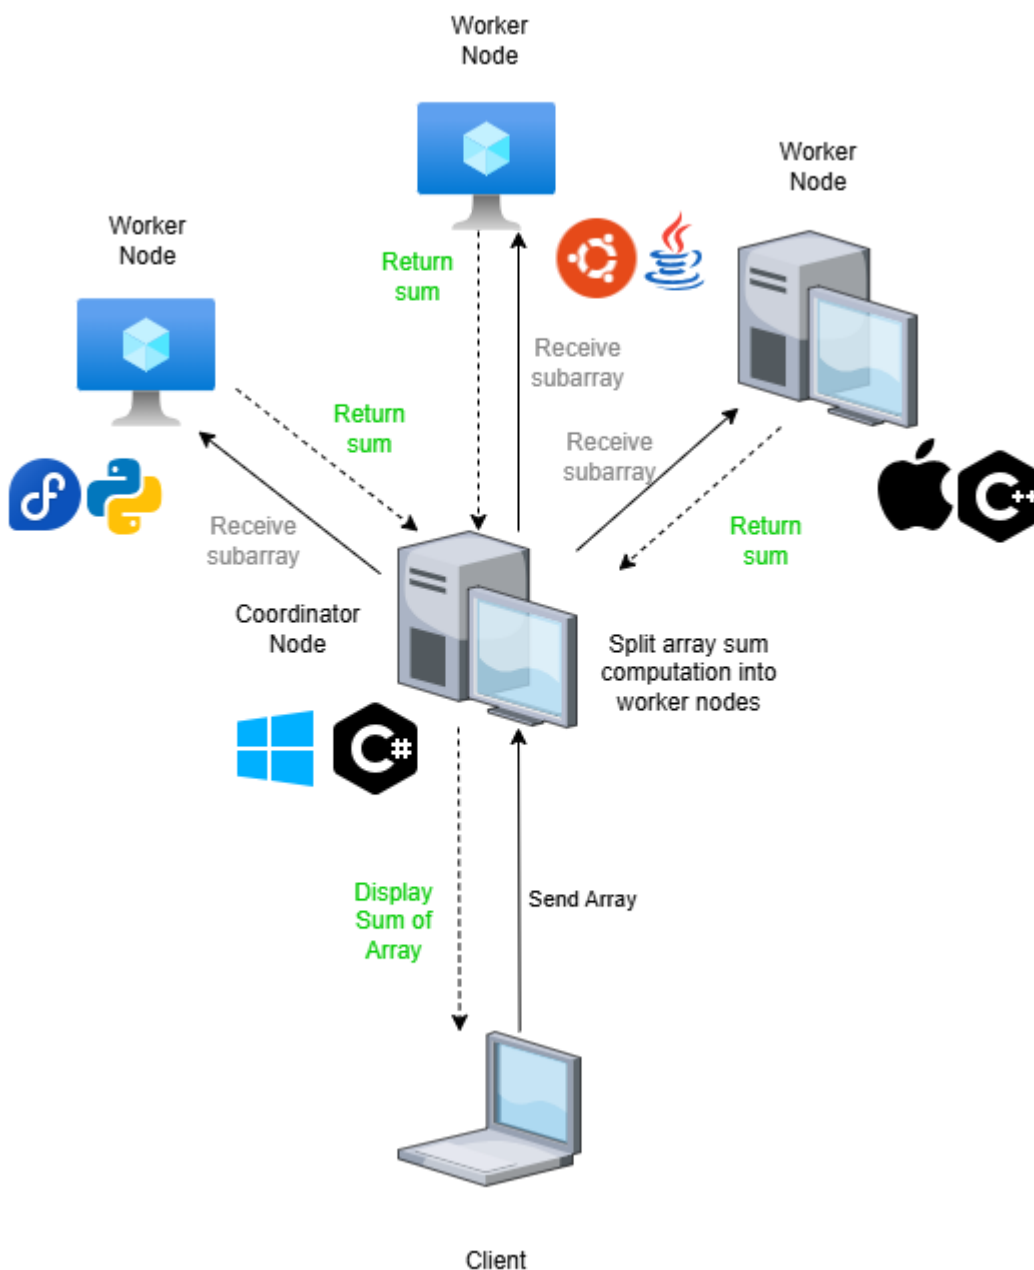 Worker
Node
Worker
Node
Worker
Node
Return
sum
Receive
subarray
Return
sum
Receive
subarray
C++
Return
sum
Receive
subarray
Coordinator
Node
Split array sum
computation into
worker nodes
C#
Display
Sum of
Array
Send Array
Client